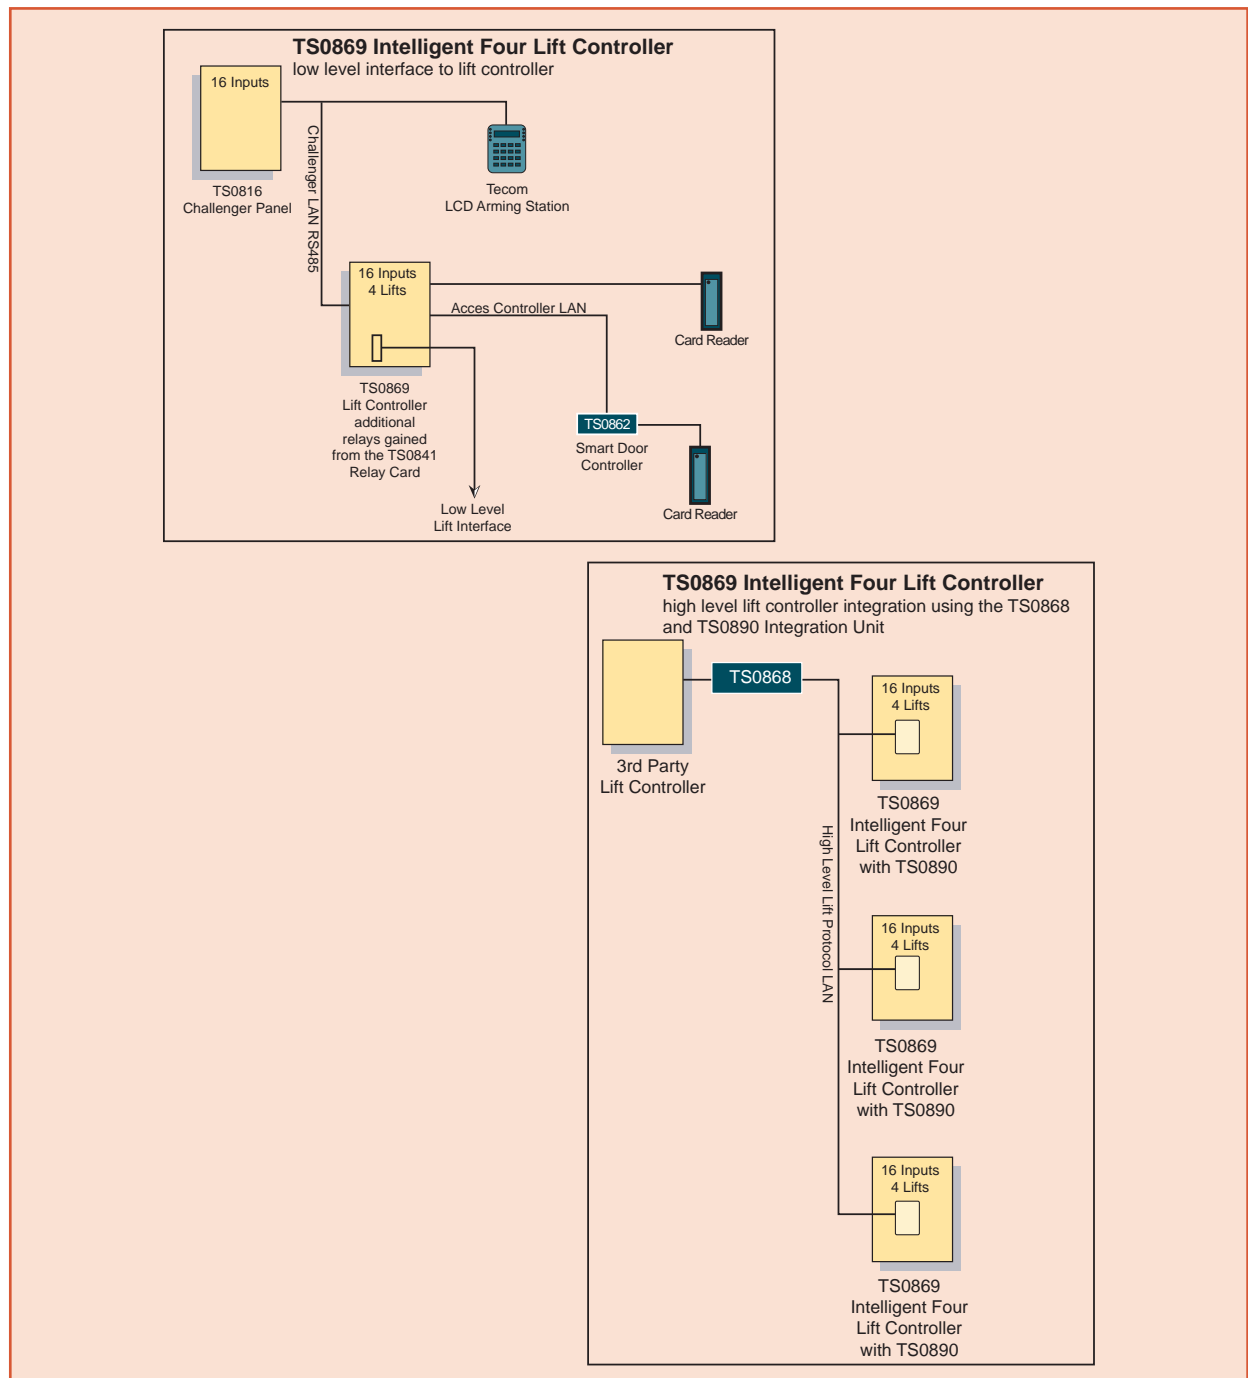 TS0869 Intelligent Four Lift Controller
low level interface to lift controller
16 Inputs
TS0816
Challenger Panel
Challenger LAN RS485
Tecom
LCD Arming Station
16 Inputs
4 Lifts
Acces Controller LAN
Card Reader
TS0869
Lift Controller
additional
relays gained
from the TS0841
Relay Card
TS0862
Smart Door
Controller
Low Level
Lift Interface
Card Reader
TS0869 Intelligent Four Lift Controller
high level lift controller integration using the TS0868
and TS0890 Integration Unit
TS0868
3rd Party
Lift Controller
16 Inputs
4 Lifts
TS0869
Intelligent Four
Lift Controller
with TS0890
High Level Lift Protocol LAN
16 Inputs
4 Lifts
TS0869
Intelligent Four
Lift Controller
with TS0890
16 Inputs
4 Lifts
TS0869
Intelligent Four
Lift Controller
with TS0890